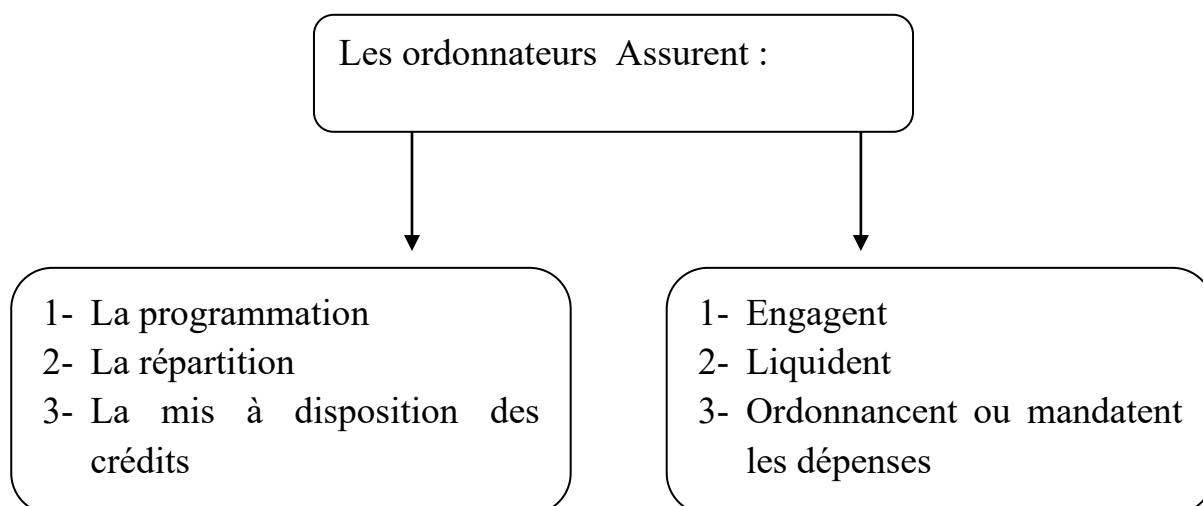 Les ordonnateurs Assurent :
1- La programmation
2- La répartition
3- La mis à disposition des
crédits
1- Engagent
2- Liquident
3- Ordonnancent ou mandatent
les dépenses